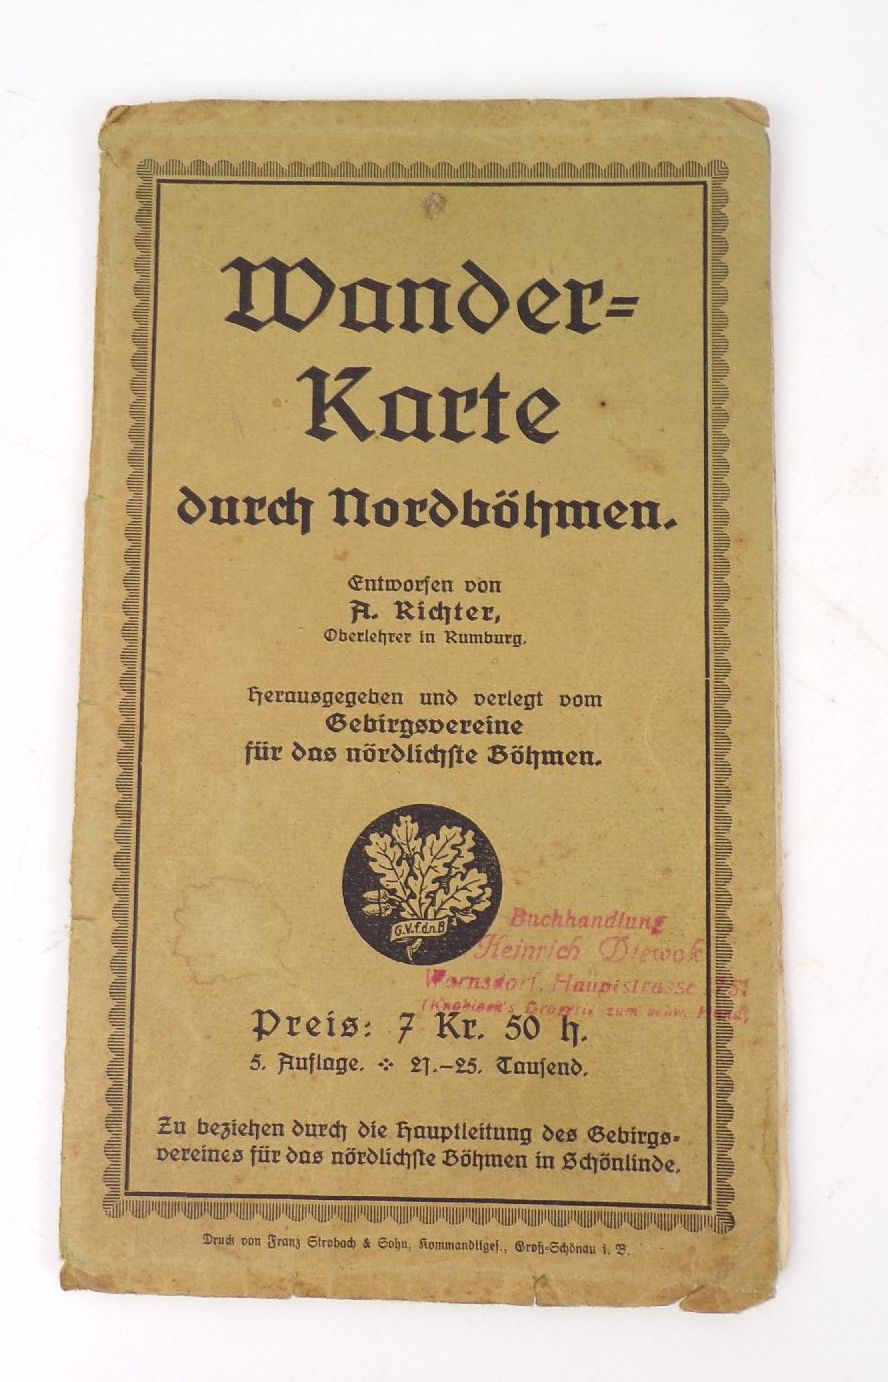 Wander=
Karte
durch Nordböhmen.
Entworfen von
A. Richter,
Oberlehrer in Rumburg.
Herausgegeben und verlegt vom
Gebirgsvereine
für das nördlichste Böhmen.
G.V.f.d.n.B
Buchhandlung
Heinrich
Warnsdorf, Hauptstrasse
zum
Preis: 7 Kr. 50 h.
5. Auflage. 21.–25. Tausend.
Zu beziehen durch die Hauptleitung des Gebirgs=
vereines für das nördlichste Böhmen in Schönlinde.
Druck von Franz Strobach & Sohn, Kommanditges., Groß-Schönau i. B.